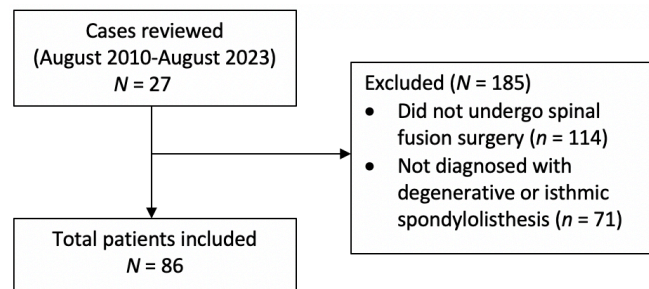 Cases reviewed
(August 2010-August 2023)
N = 27
Excluded (N = 185)
• Did not undergo spinal
fusion surgery (n = 114)
• Not diagnosed with
degenerative or isthmic
spondylolisthesis (n = 71)
Total patients included
N = 86